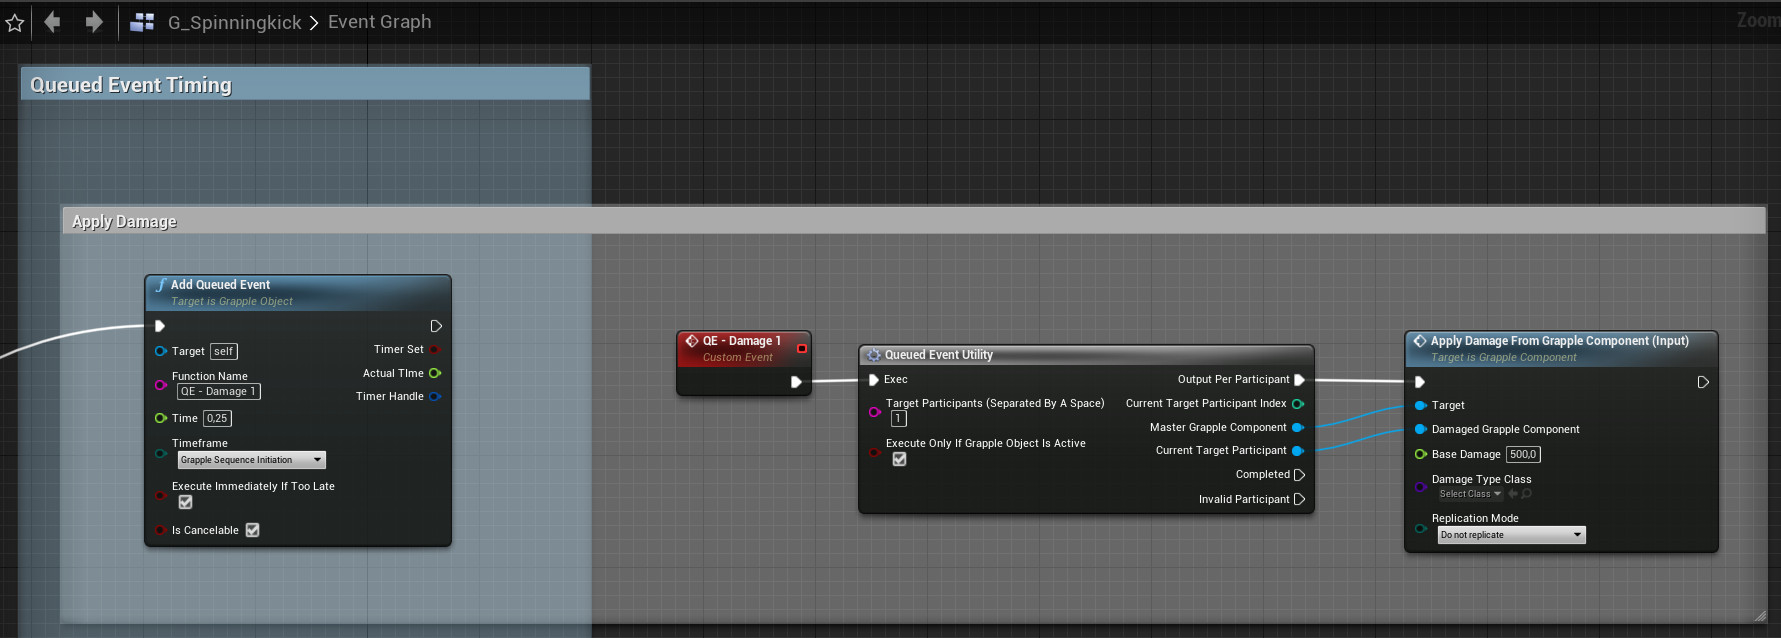 G_Spinningkick > Event Graph
Zoom
Queued Event Timing
Apply Damage
Add Queued Event
Target is Grapple Object
Target self
Timer Set
Function Name
QE - Damage 1
Actual TIme
Timer Handle
Time 0,25
Timeframe
Grapple Sequence Initiation
Execute Immediately If Too Late
Is Cancelable
QE - Damage 1
Custom Event
Queued Event Utility
Exec
Output Per Participant
Target Participants (Separated By A Space)
1
Current Target Participant Index
Master Grapple Component
Execute Only If Grapple Object Is Active
Current Target Participant
Completed
Invalid Participant
Apply Damage From Grapple Component (Input)
Target is Grapple Component
Target
Damaged Grapple Component
Base Damage 500,0
Damage Type Class
Select Class
Replication Mode
Do not replicate